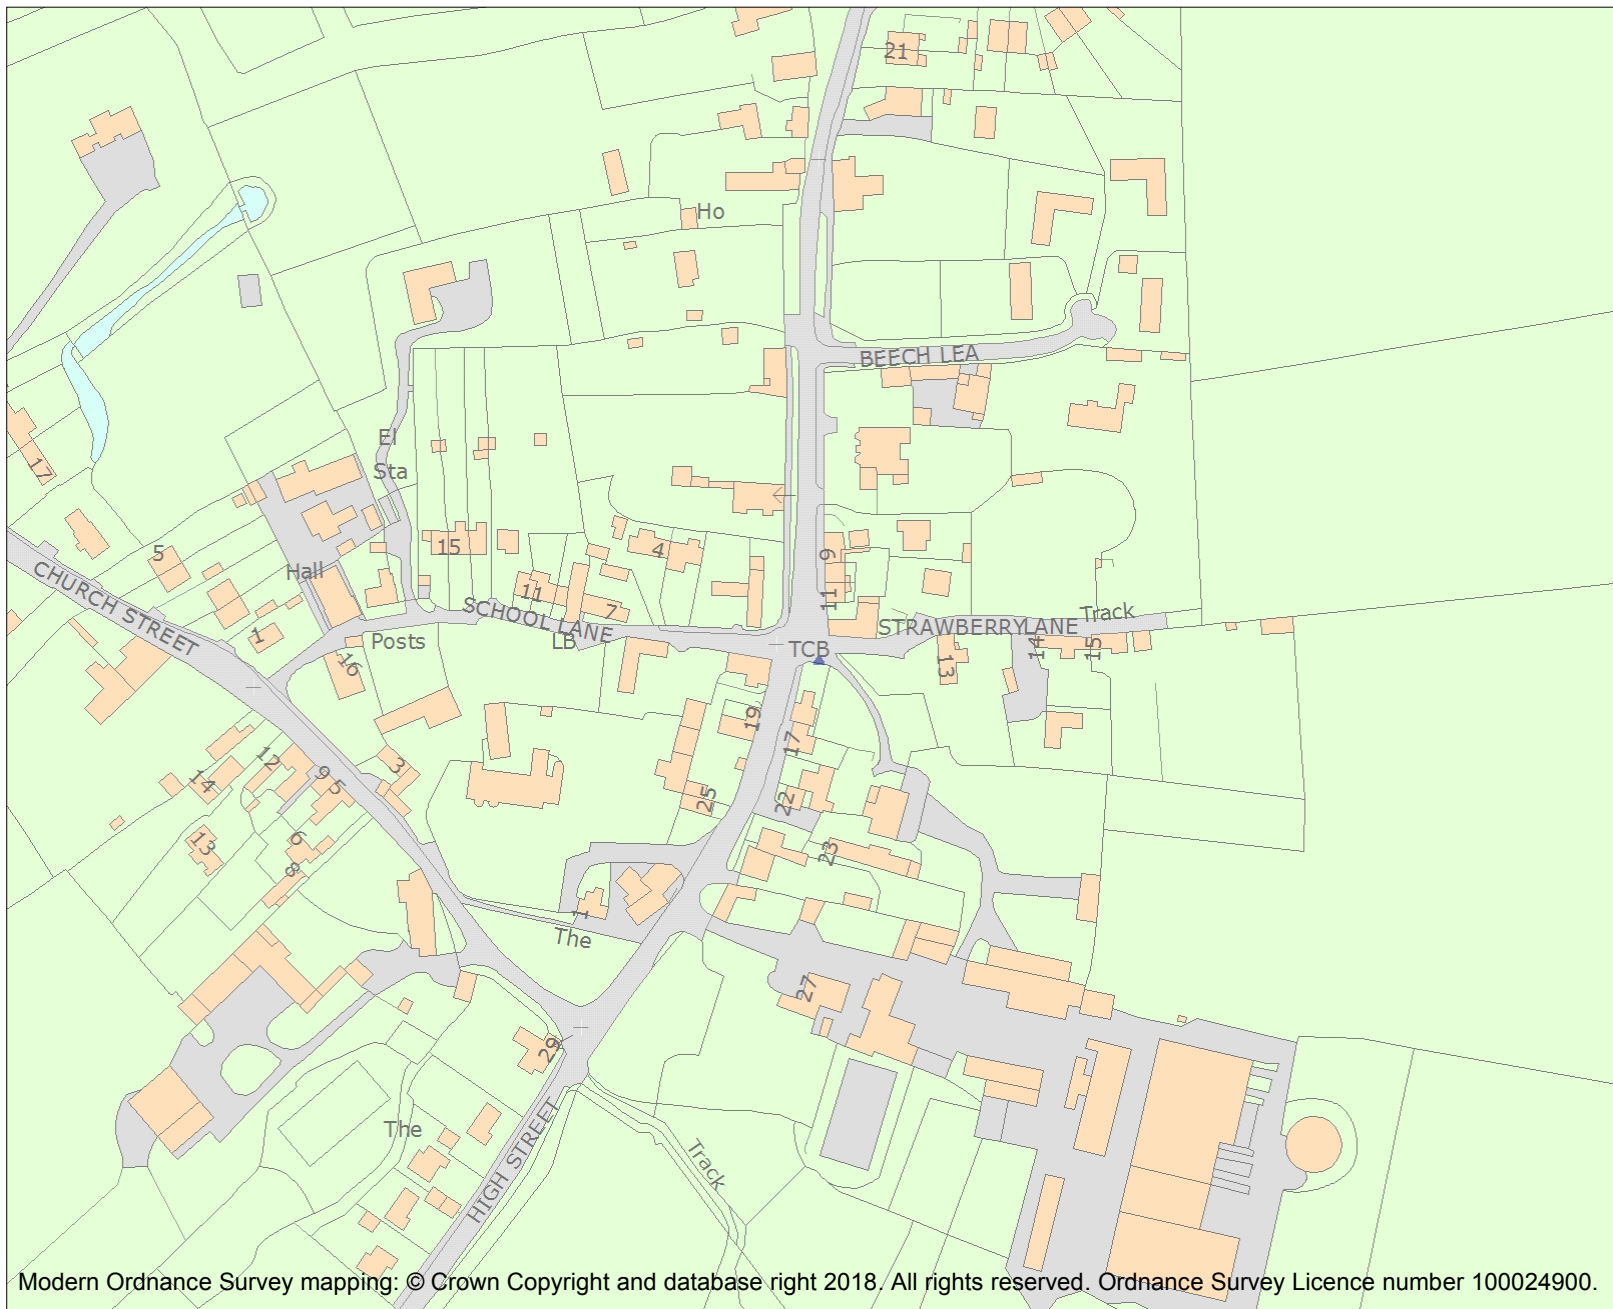 21
Ho
BEECH LEA
El
Sta
17
5
15
4
9
Hall
11
11
7
CHURCH STREET
SCHOOL LANE
Track
STRAWBERRYLANE
1
Posts
LB
TCB
14
15
16
13
19
17
12
3
9
5
14
22
25
6
13
23
8
1
The
27
29
The
Track
HIGH STREET
Modern Ordnance Survey mapping: © Crown Copyright and database right 2018. All rights reserved. Ordnance Survey Licence number 100024900.